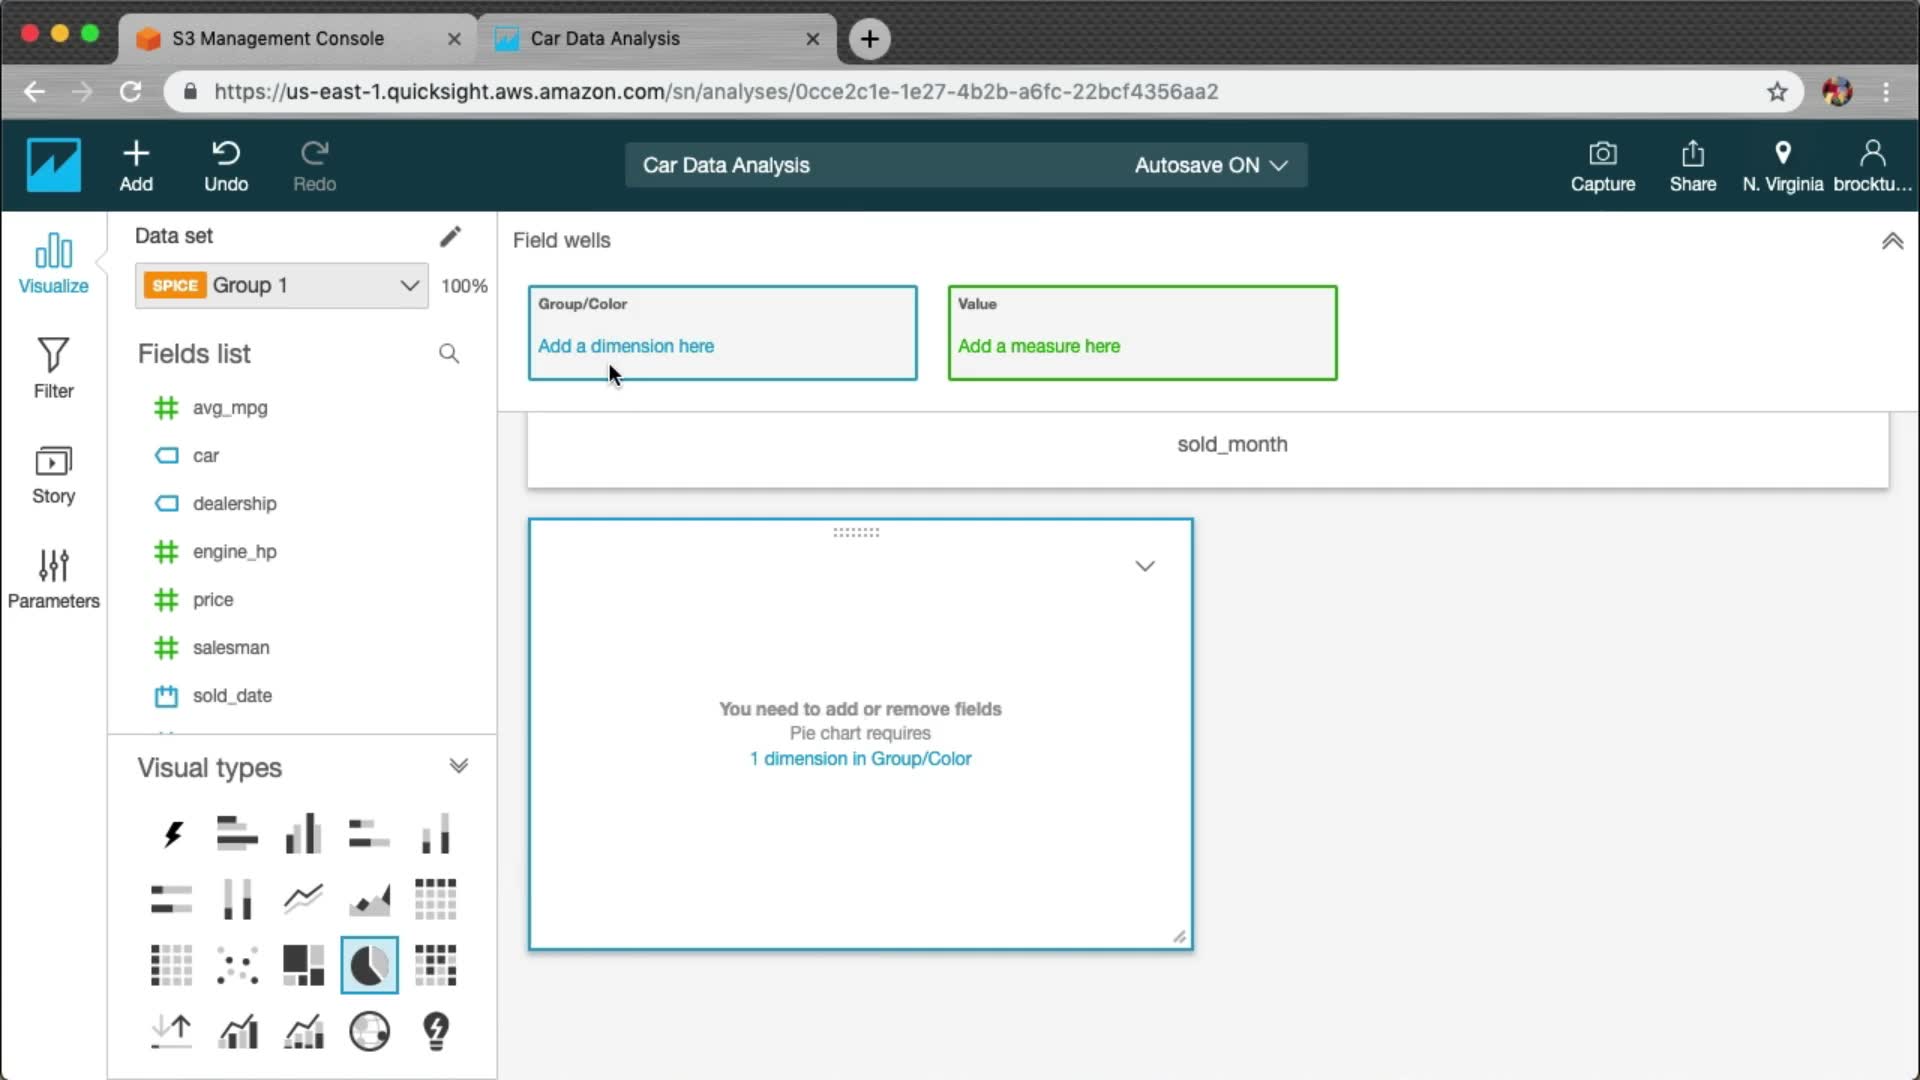 S3 Management Console
Car Data Analysis
https://us-east-1.quicksight.aws.amazon.com/sn/analyses/0cce2c1e-1e27-4b2b-a6fc-22bcf4356aa2
Add
Undo
Redo
Car Data Analysis
Autosave ON
Capture
Share
N. Virginia
brocktu...
Visualize
Filter
Story
Parameters
Data set
SPICE Group 1
100%
Fields list
avg_mpg
car
dealership
engine_hp
price
salesman
sold_date
Visual types
Field wells
Group/Color
Add a dimension here
Value
Add a measure here
sold_month
You need to add or remove fields
Pie chart requires
1 dimension in Group/Color